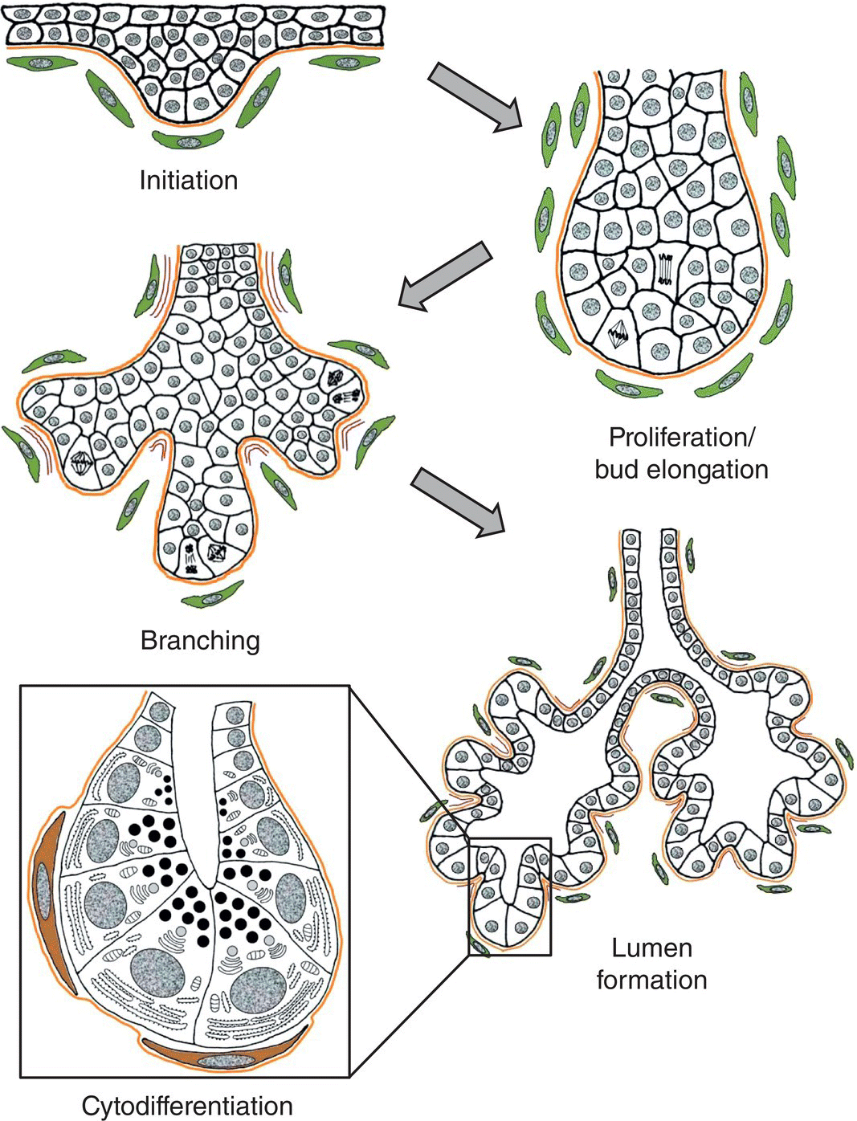 Initiation
Proliferation/
bud elongation
Branching
Lumen
formation
Cytodifferentiation